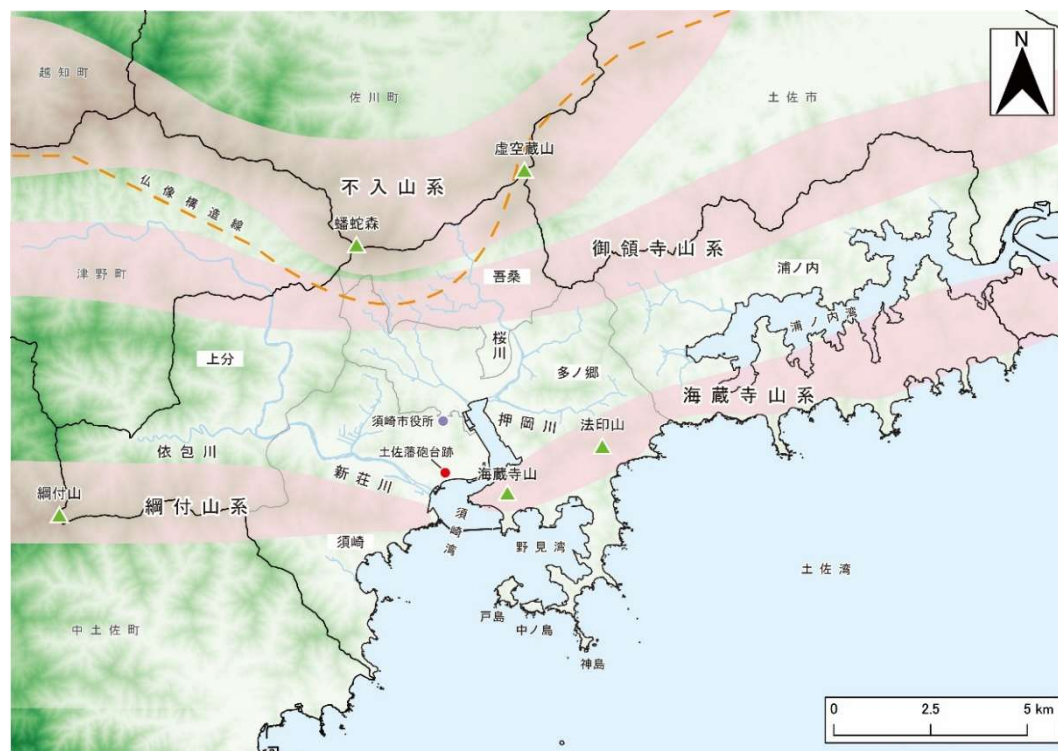 N
越知町
佐川町
土佐市
虚空蔵山
不入山系
仏像構造線
蟠蛇森
御領寺山系
津野町
吾桑
浦ノ内
桜川
浦ノ内湾
上分
多ノ郷
海蔵寺山系
須崎市役所
押岡川
法印山
依包川
土佐藩砲台跡
新荘川
海蔵寺山
綱付山
綱付山系
須崎湾
須崎
野見湾
土佐湾
戸島
中ノ島
中土佐町
神島
0 2.5 5 km